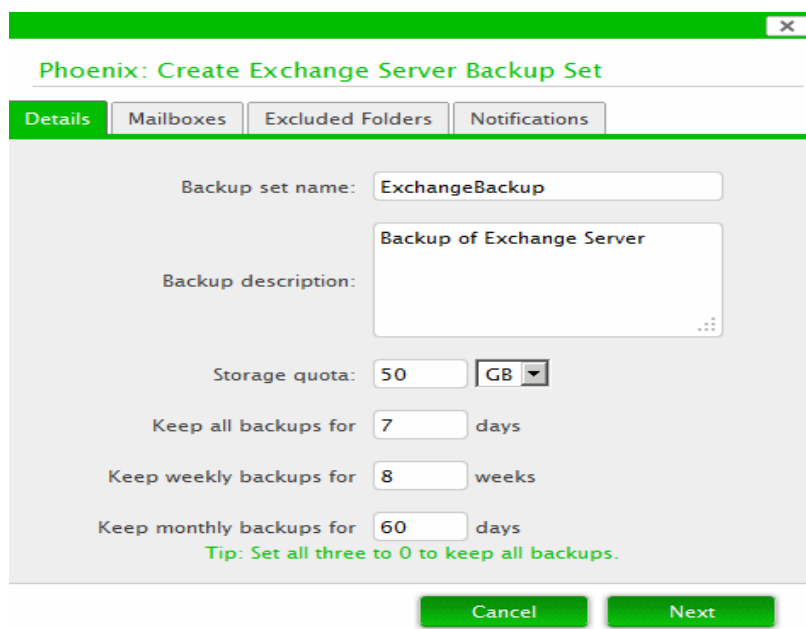 Phoenix: Create Exchange Server Backup Set
Details Mailboxes Excluded Folders Notifications
Backup set name: ExchangeBackup
Backup description: Backup of Exchange Server
Storage quota: 50 GB
Keep all backups for 7 days
Keep weekly backups for 8 weeks
Keep monthly backups for 60 days
Tip: Set all three to 0 to keep all backups.
Cancel Next